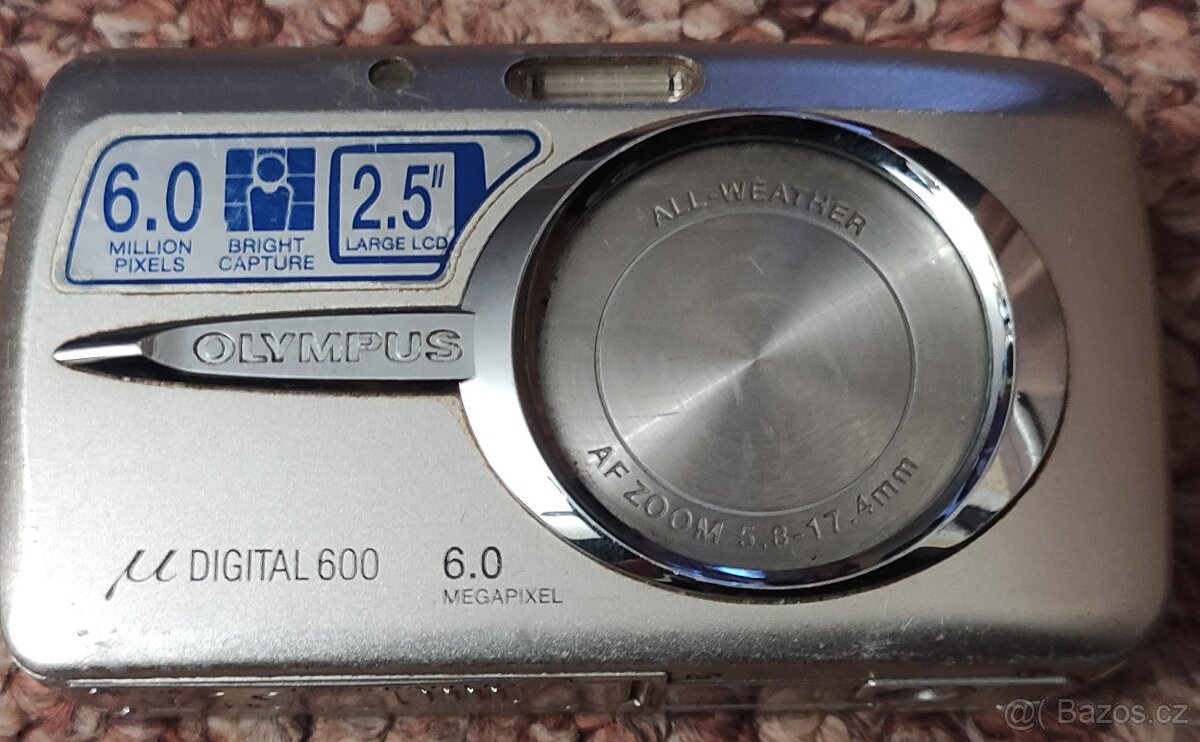 6.0
MILLION
PIXELS
BRIGHT
CAPTURE
2.5"
LARGE LCD
OLYMPUS
ALL-WEATHER
AF ZOOM 5.8-17.4mm
µ DIGITAL 600
6.0
MEGAPIXEL
@( Bazos.cz